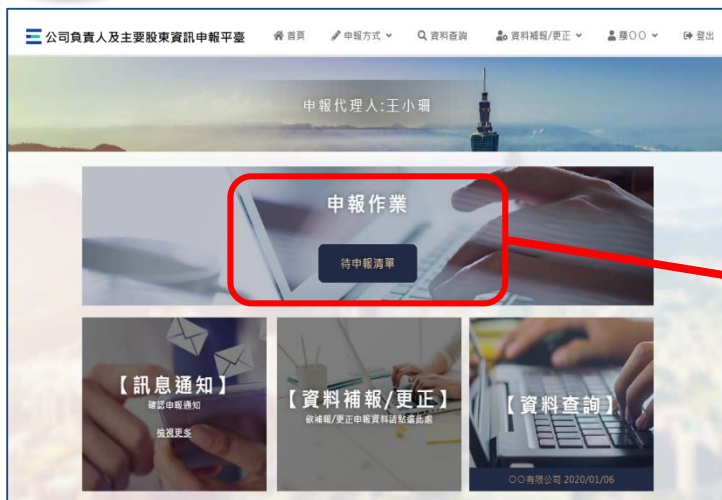 公司負責人及主要股東資訊申報平臺 首頁 申報方式 資料查詢 資料補報/更正 羅○○ 登出
申報代理人:王小珊
申報作業
待申報清單
【訊息通知】
確認申報通知
檢視更多
【資料補報/更正】
欲補報/更正申報資料請點選此處
【資料查詢】
○○有限公司 2020/01/06